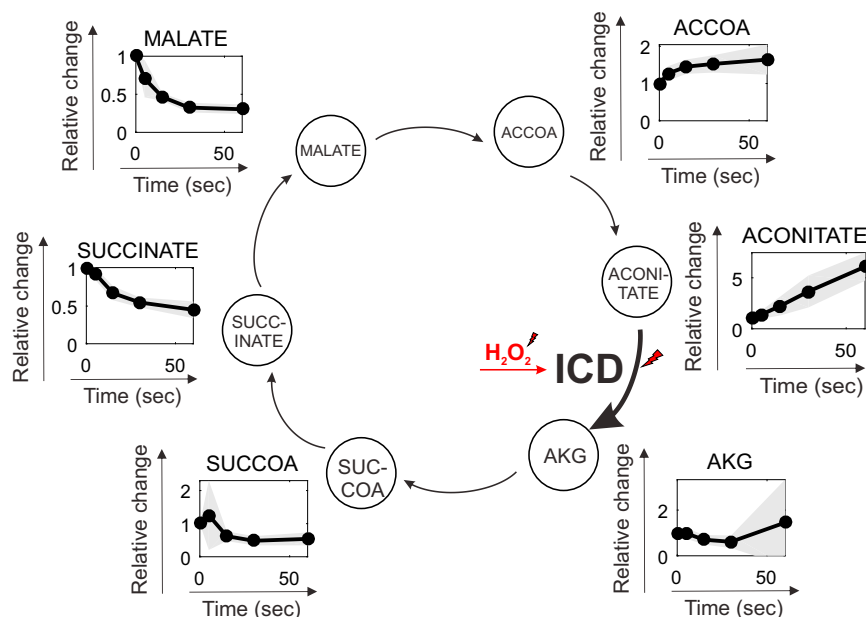 MALATE
Relative change
1
0.5
0
0
50
Time (sec)
ACCOA
Relative change
2
1
0
0
50
Time (sec)
MALATE
ACCOA
SUCCINATE
Relative change
1
0.5
0
0
50
Time (sec)
ACONITATE
Relative change
5
0
0
50
Time (sec)
SUCC-
INATE
ACONI-
TATE
H₂O₂
ICD
SUCCOA
Relative change
2
1
0
0
50
Time (sec)
SUC-
COA
AKG
AKG
Relative change
2
0
0
50
Time (sec)